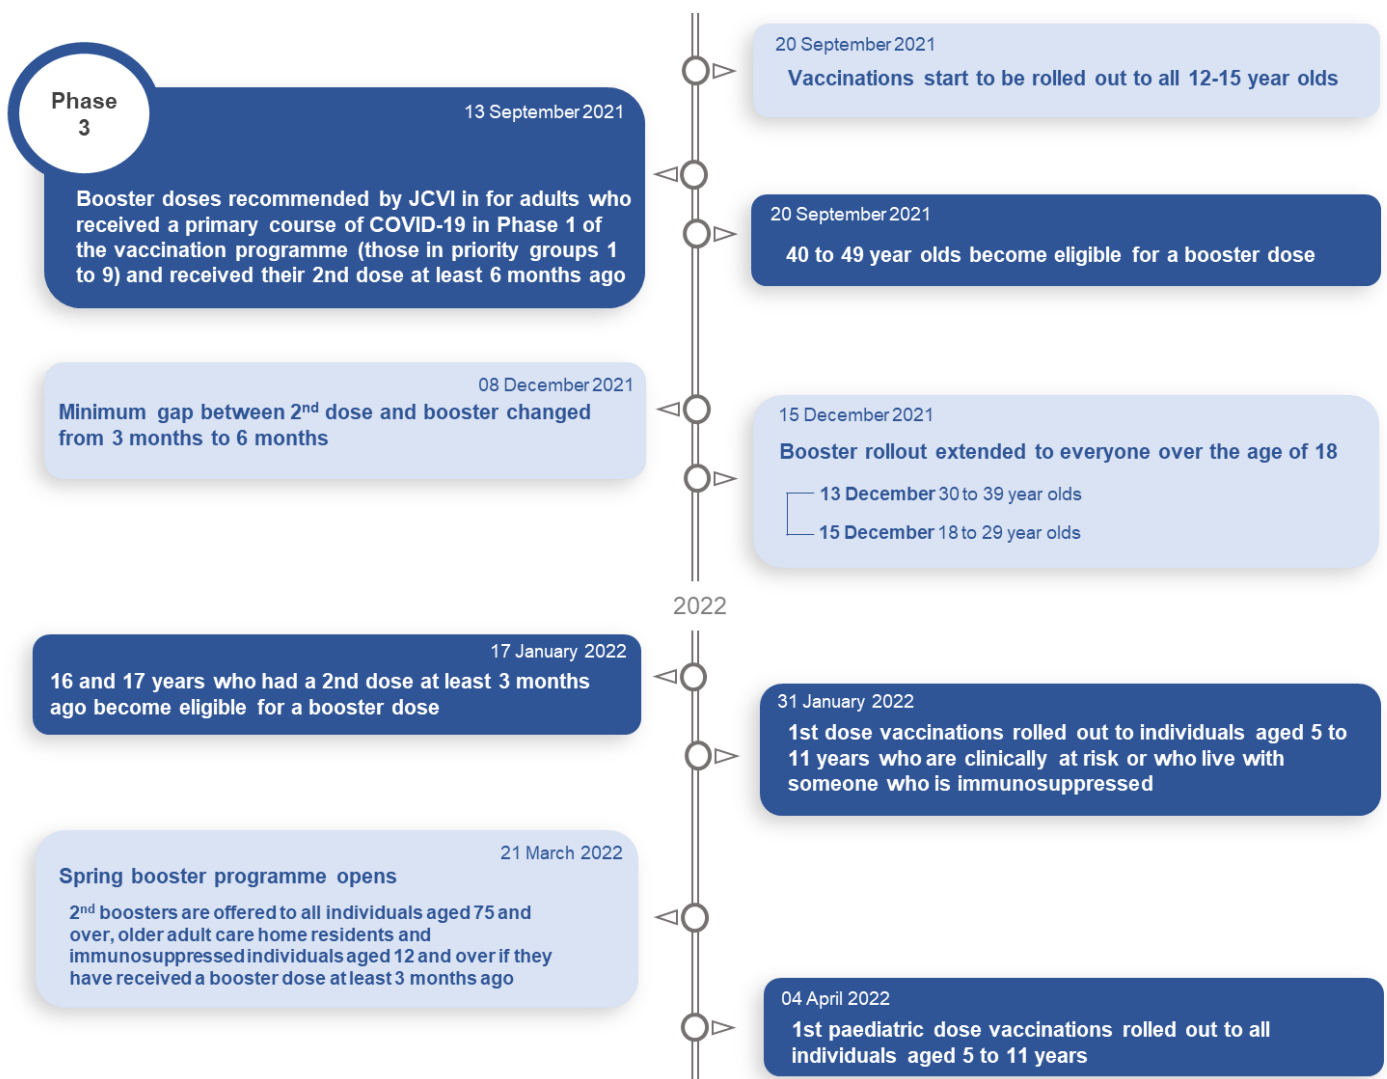 20 September 2021
Vaccinations start to be rolled out to all 12-15 year olds
Phase
3
13 September 2021
Booster doses recommended by JCVI in for adults who
received a primary course of COVID-19 in Phase 1 of
the vaccination programme (those in priority groups 1
to 9) and received their 2nd dose at least 6 months ago
20 September 2021
40 to 49 year olds become eligible for a booster dose
08 December 2021
Minimum gap between 2nd dose and booster changed
from 3 months to 6 months
15 December 2021
Booster rollout extended to everyone over the age of 18
13 December 30 to 39 year olds
15 December 18 to 29 year olds
2022
17 January 2022
16 and 17 years who had a 2nd dose at least 3 months
ago become eligible for a booster dose
31 January 2022
1st dose vaccinations rolled out to individuals aged 5 to
11 years who are clinically at risk or who live with
someone who is immunosuppressed
21 March 2022
Spring booster programme opens
2nd boosters are offered to all individuals aged 75 and
over, older adult care home residents and
immunosuppressed individuals aged 12 and over if they
have received a booster dose at least 3 months ago
04 April 2022
1st paediatric dose vaccinations rolled out to all
individuals aged 5 to 11 years